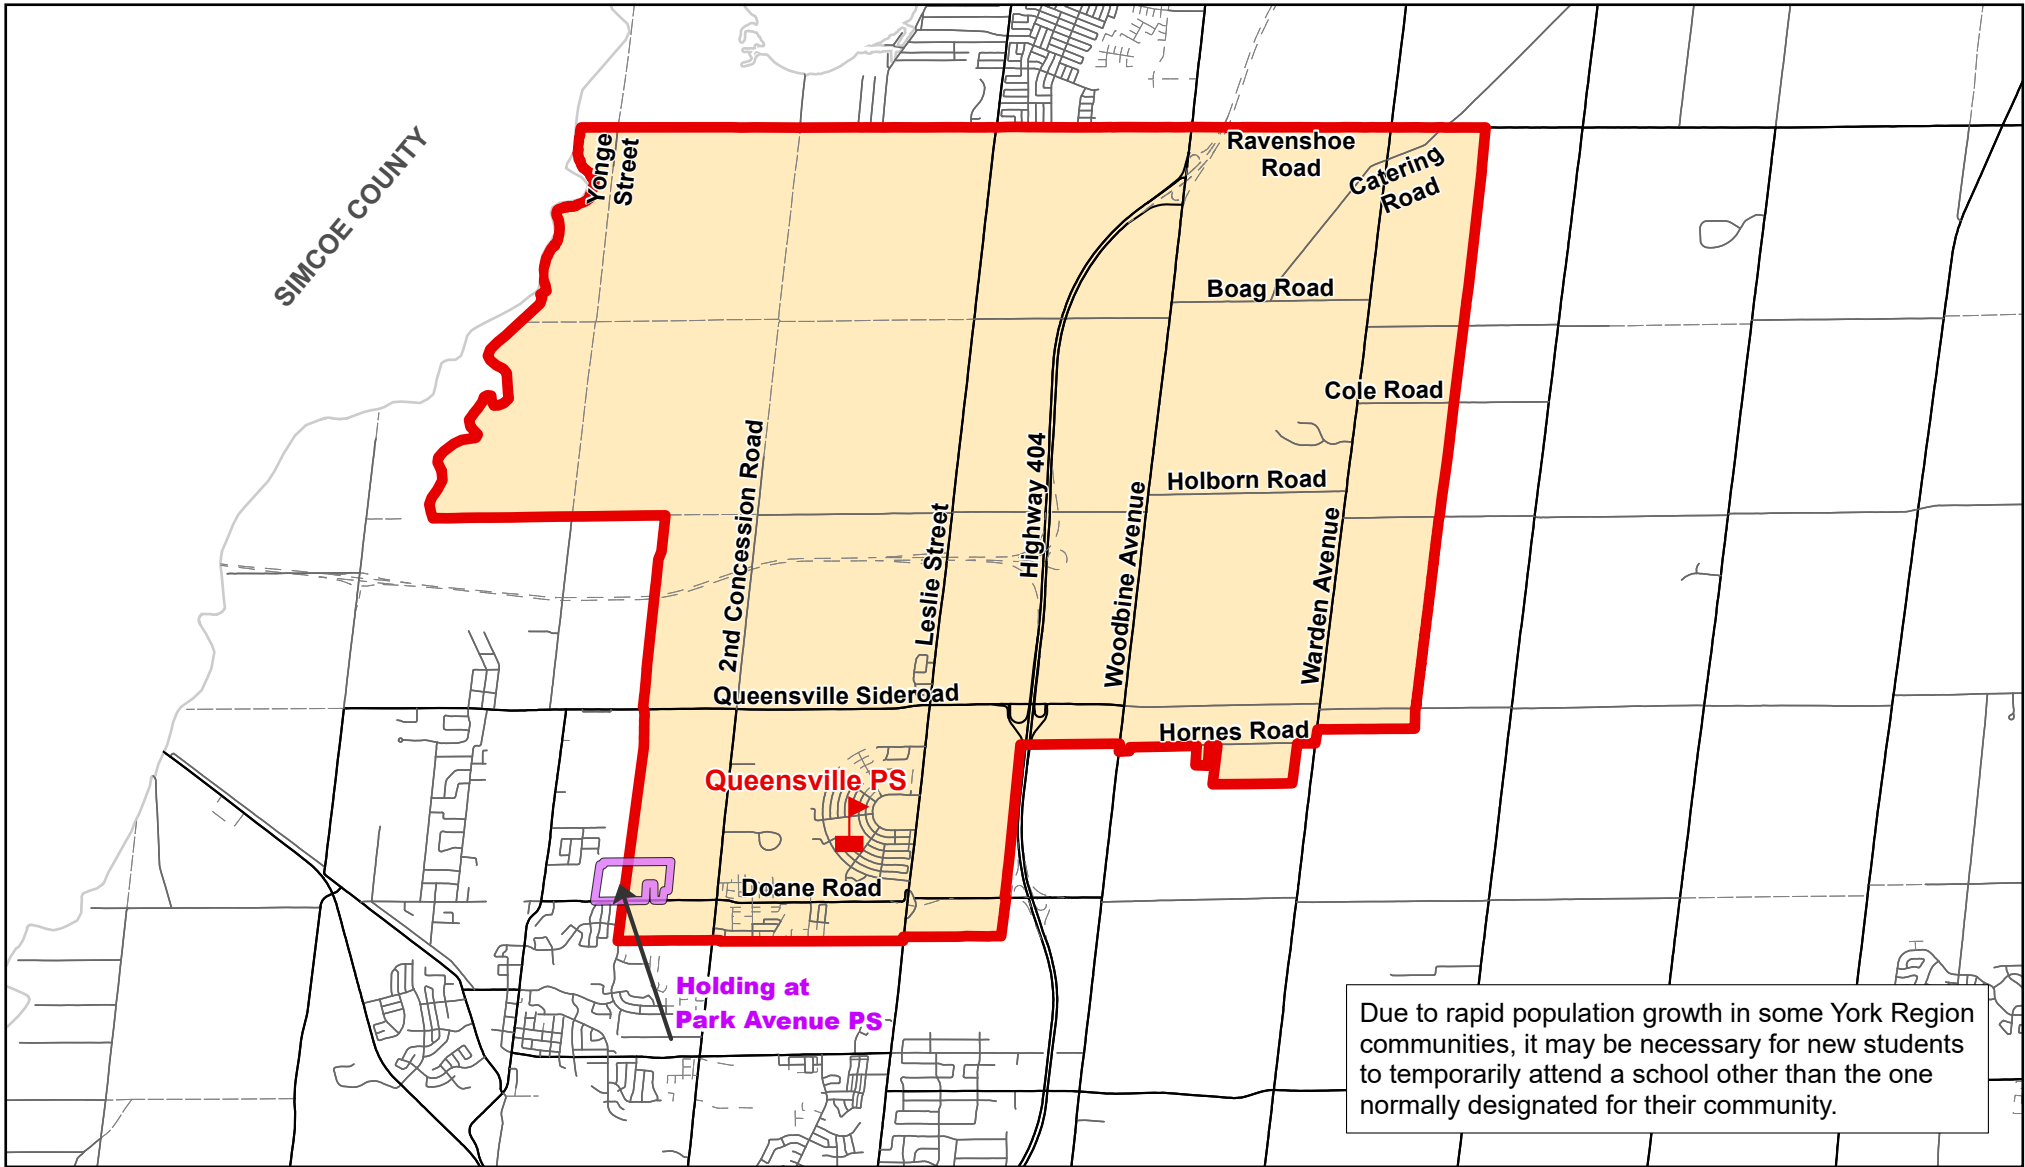 SIMCOE COUNTY
Yonge
Street
Ravenshoe
Road
Catering
Road
Boag Road
Cole Road
Holborn Road
2nd Concession Road
Leslie Street
Highway 404
Woodbine Avenue
Warden Avenue
Queensville Sideroad
Hornes Road
Queensville PS
Doane Road
Holding at
Park Avenue PS
Due to rapid population growth in some York Region
communities, it may be necessary for new students
to temporarily attend a school other than the one
normally designated for their community.